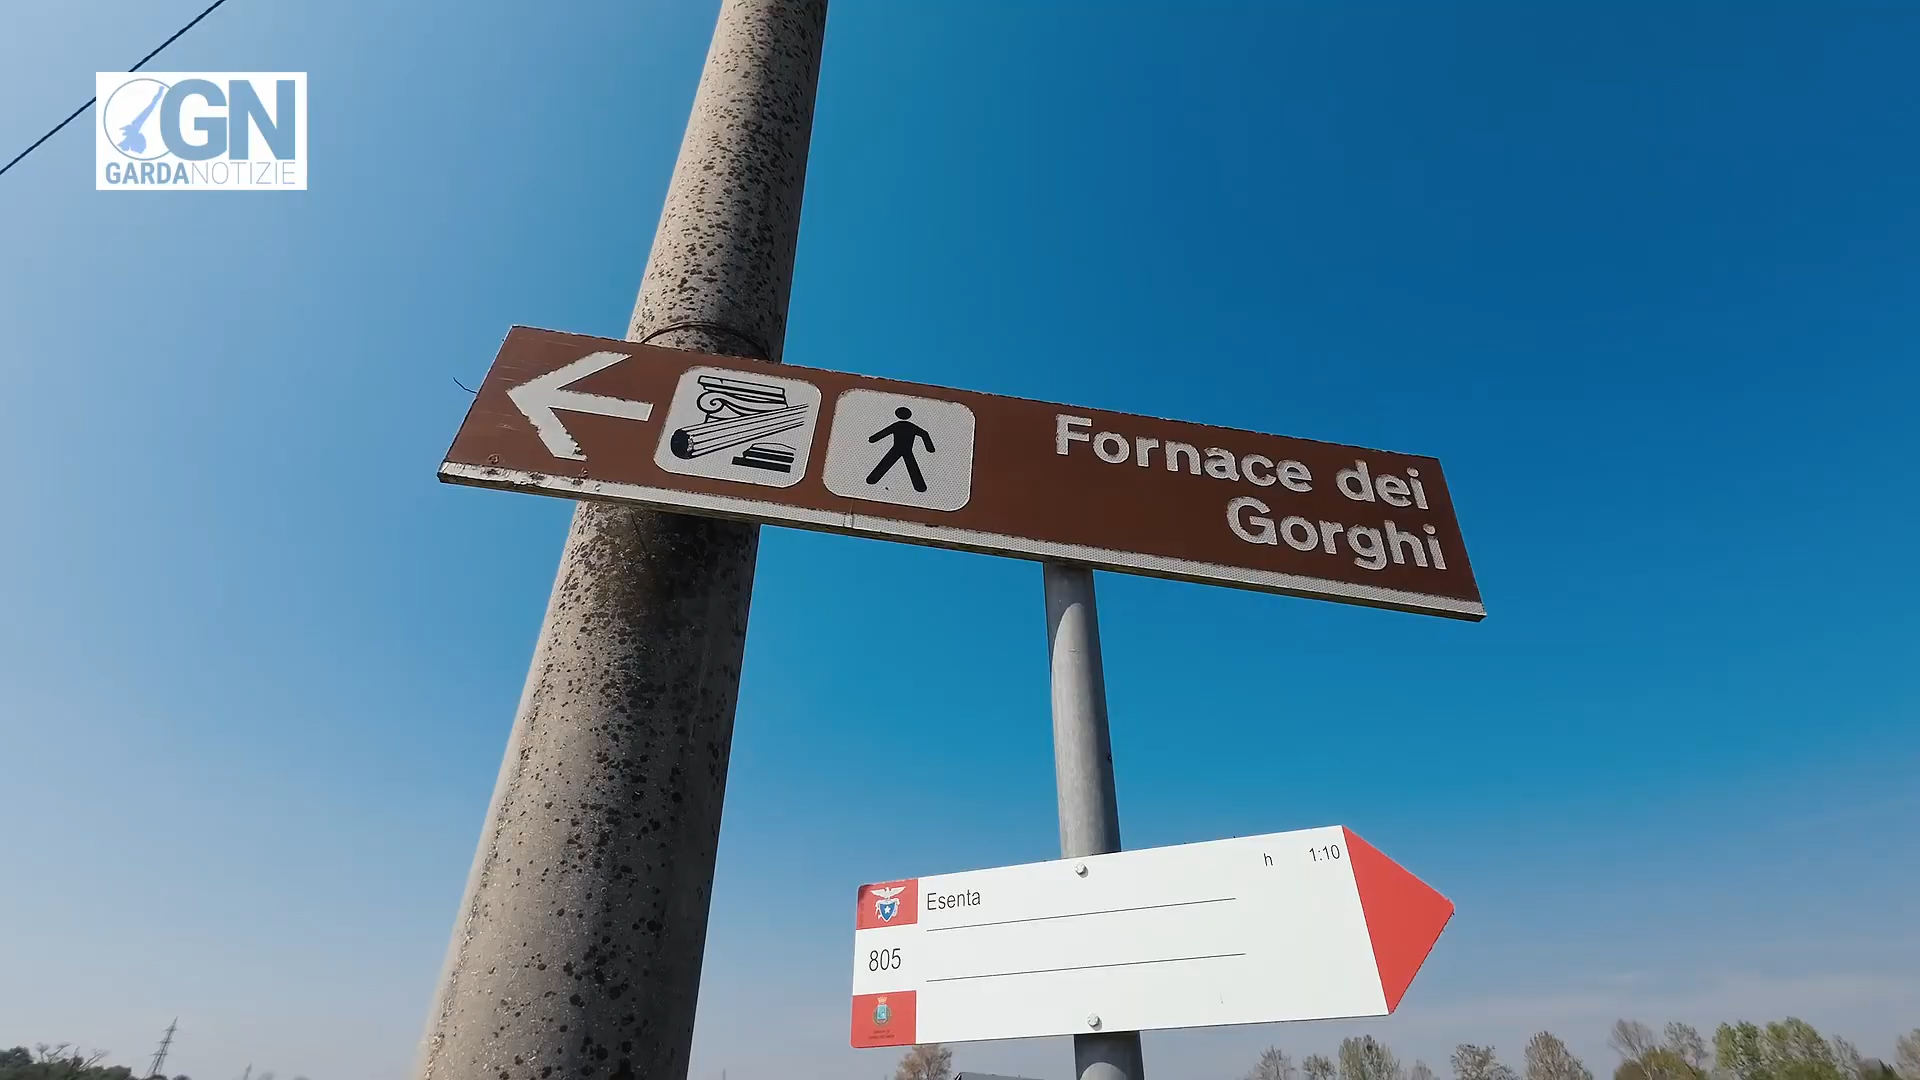 GN
GARDANOTIZIE
Fornace dei
Gorghi
h 1:10
Esenta
805